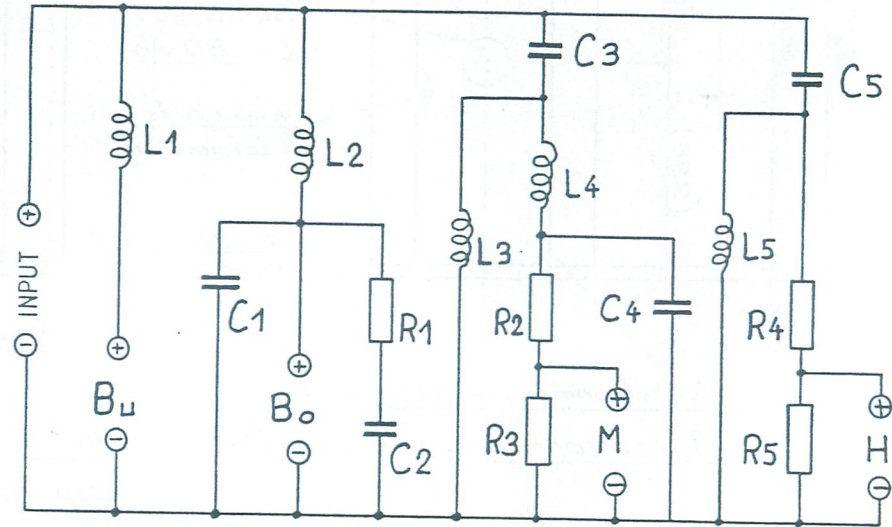 C3
C5
L1
L2
L4
⊕
INPUT
⊖
L3
L5
C1
R1
R2
C4
R4
⊕
Bu
⊖
⊕
Bo
⊖
C2
R3
⊕
M
⊖
R5
⊕
H
⊖